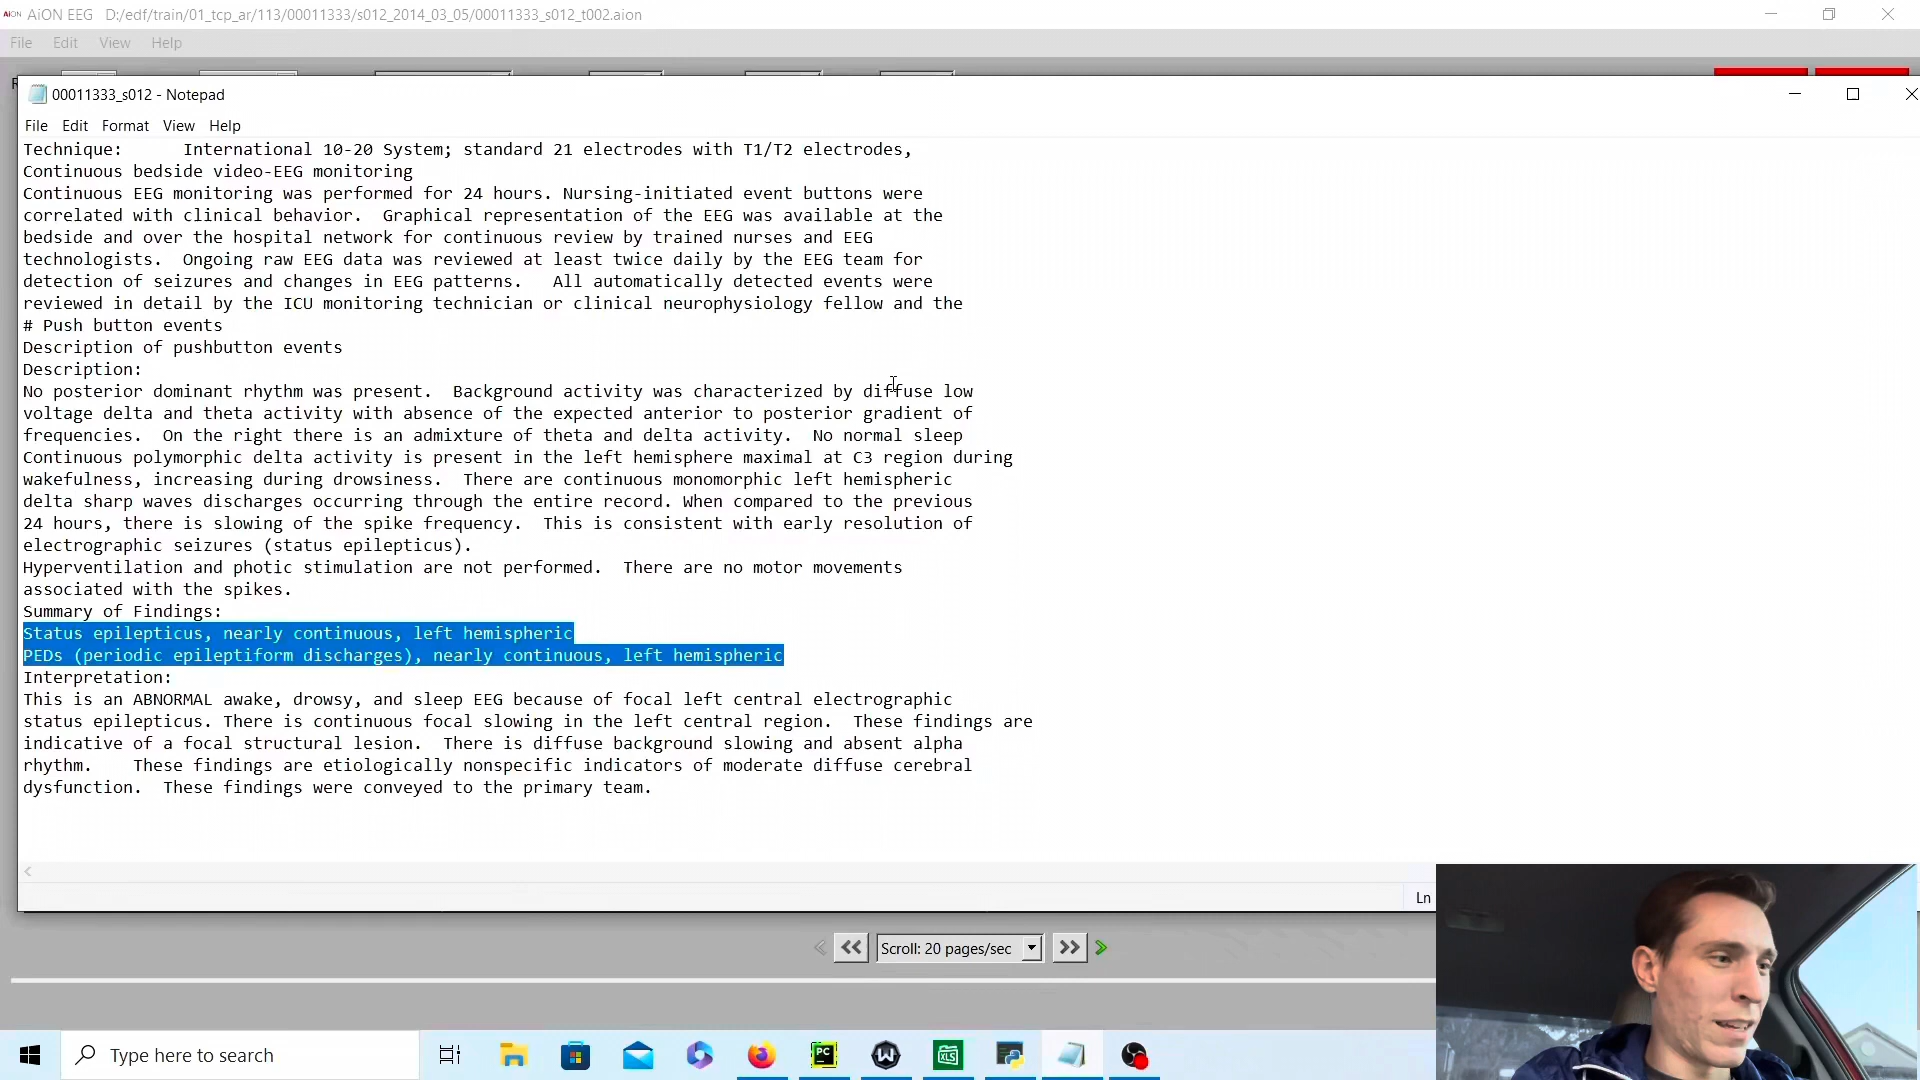 AiON AiON EEG D:/edf/train/01_tcp_ar/113/00011333/s012_2014_03_05/00011333_s012_t002.aion
File Edit View Help
00011333_s012 - Notepad
File Edit Format View Help
Technique: International 10-20 System; standard 21 electrodes with T1/T2 electrodes,
Continuous bedside video-EEG monitoring
Continuous EEG monitoring was performed for 24 hours. Nursing-initiated event buttons were
correlated with clinical behavior. Graphical representation of the EEG was available at the
bedside and over the hospital network for continuous review by trained nurses and EEG
technologists. Ongoing raw EEG data was reviewed at least twice daily by the EEG team for
detection of seizures and changes in EEG patterns. All automatically detected events were
reviewed in detail by the ICU monitoring technician or clinical neurophysiology fellow and the
# Push button events
Description of pushbutton events
Description:
No posterior dominant rhythm was present. Background activity was characterized by diffuse low
voltage delta and theta activity with absence of the expected anterior to posterior gradient of
frequencies. On the right there is an admixture of theta and delta activity. No normal sleep
Continuous polymorphic delta activity is present in the left hemisphere maximal at C3 region during
wakefulness, increasing during drowsiness. There are continuous monomorphic left hemispheric
delta sharp waves discharges occurring through the entire record. When compared to the previous
24 hours, there is slowing of the spike frequency. This is consistent with early resolution of
electrographic seizures (status epilepticus).
Hyperventilation and photic stimulation are not performed. There are no motor movements
associated with the spikes.
Summary of Findings:
Status epilepticus, nearly continuous, left hemispheric
PEDs (periodic epileptiform discharges), nearly continuous, left hemispheric
Interpretation:
This is an ABNORMAL awake, drowsy, and sleep EEG because of focal left central electrographic
status epilepticus. There is continuous focal slowing in the left central region. These findings are
indicative of a focal structural lesion. There is diffuse background slowing and absent alpha
rhythm. These findings are etiologically nonspecific indicators of moderate diffuse cerebral
dysfunction. These findings were conveyed to the primary team.
Ln
Scroll: 20 pages/sec
Type here to search
PC
W
XLS